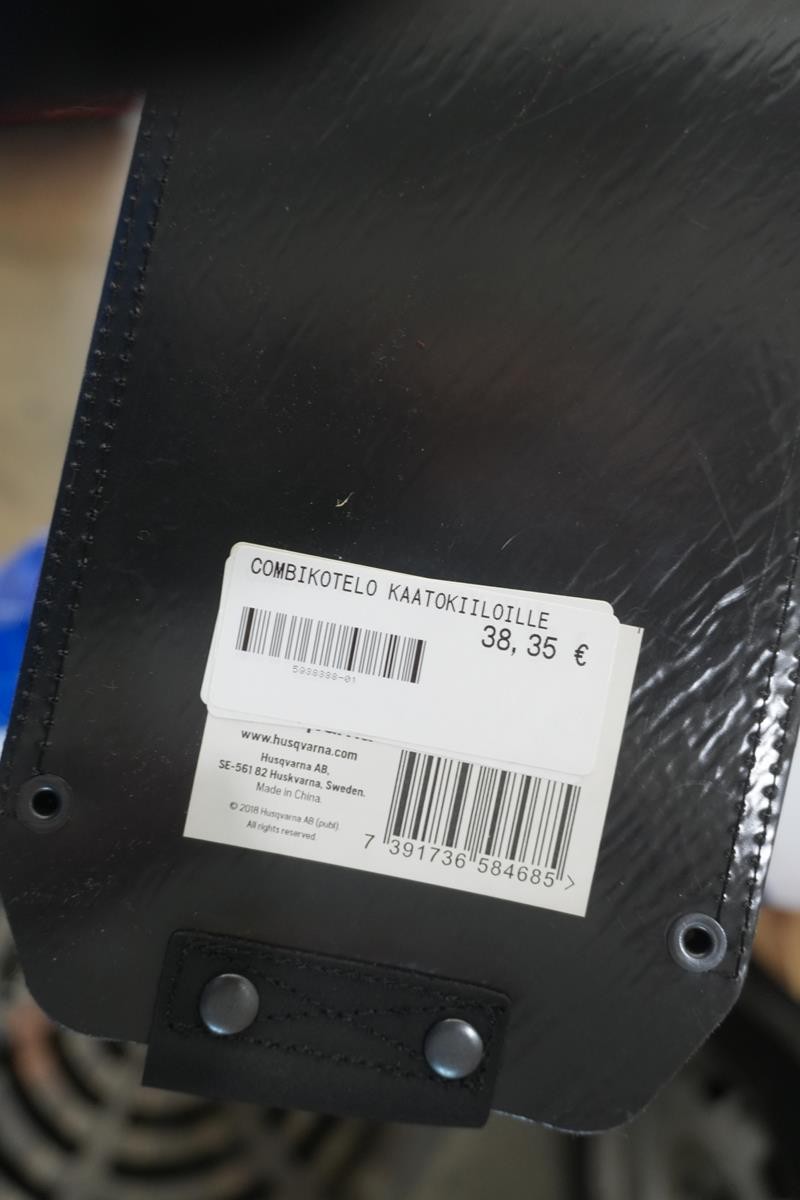 COMBIKOTELO KAATOKIILOILLE
38,35 €
5938388-01
www.husqvarna.com
Husqvarna AB,
SE-561 82 Huskvarna, Sweden.
Made in China.
© 2018 Husqvarna AB (publ).
All rights reserved.
7 391736 584685 >